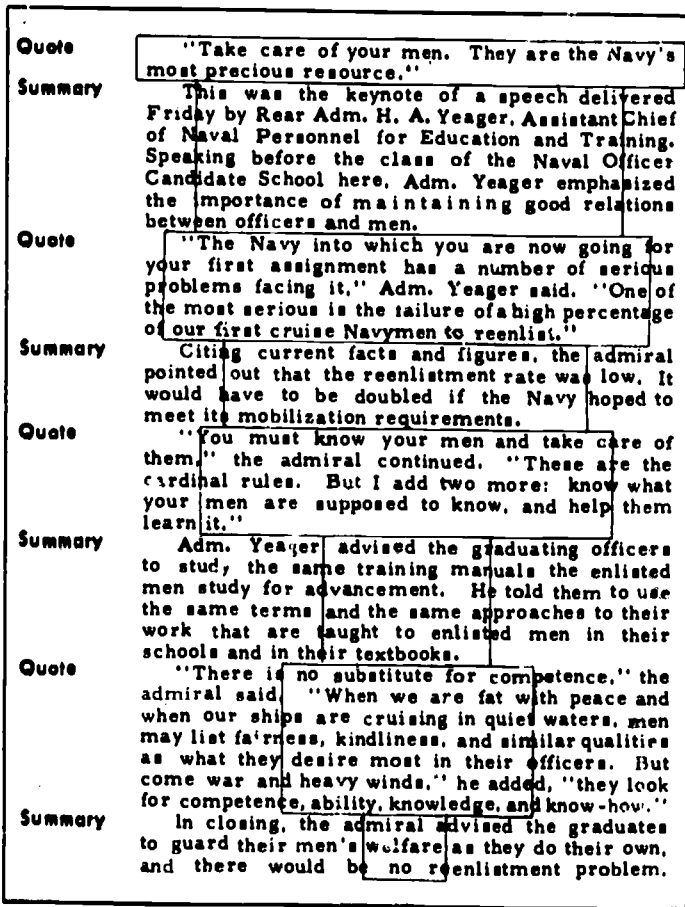 Quote "Take care of your men. They are the Navy's
most precious resource."
Summary This was the keynote of a speech delivered
Friday by Rear Adm. H. A. Yeager, Assistant Chief
of Naval Personnel for Education and Training.
Speaking before the class of the Naval Officer
Candidate School here, Adm. Yeager emphasized
the importance of maintaining good relations
between officers and men.
Quote "The Navy into which you are now going for
your first assignment has a number of serious
problems facing it," Adm. Yeager said. "One of
the most serious is the failure of a high percentage
of our first cruise Navymen to reenlist."
Summary Citing current facts and figures, the admiral
pointed out that the reenlistment rate was low. It
would have to be doubled if the Navy hoped to
meet its mobilization requirements.
Quote "You must know your men and take care of
them," the admiral continued. "These are the
cardinal rules. But I add two more: know what
your men are supposed to know, and help them
learn it."
Summary Adm. Yeager advised the graduating officers
to study the same training manuals the enlisted
men study for advancement. He told them to use
the same terms and the same approaches to their
work that are taught to enlisted men in their
schools and in their textbooks.
Quote "There is no substitute for competence," the
admiral said. "When we are fat with peace and
when our ships are cruising in quiet waters, men
may list fairness, kindliness, and similar qualities
as what they desire most in their officers. But
come war and heavy winds," he added, "they look
for competence, ability, knowledge, and know-how."
Summary In closing, the admiral advised the graduates
to guard their men's welfare as they do their own,
and there would be no reenlistment problem.